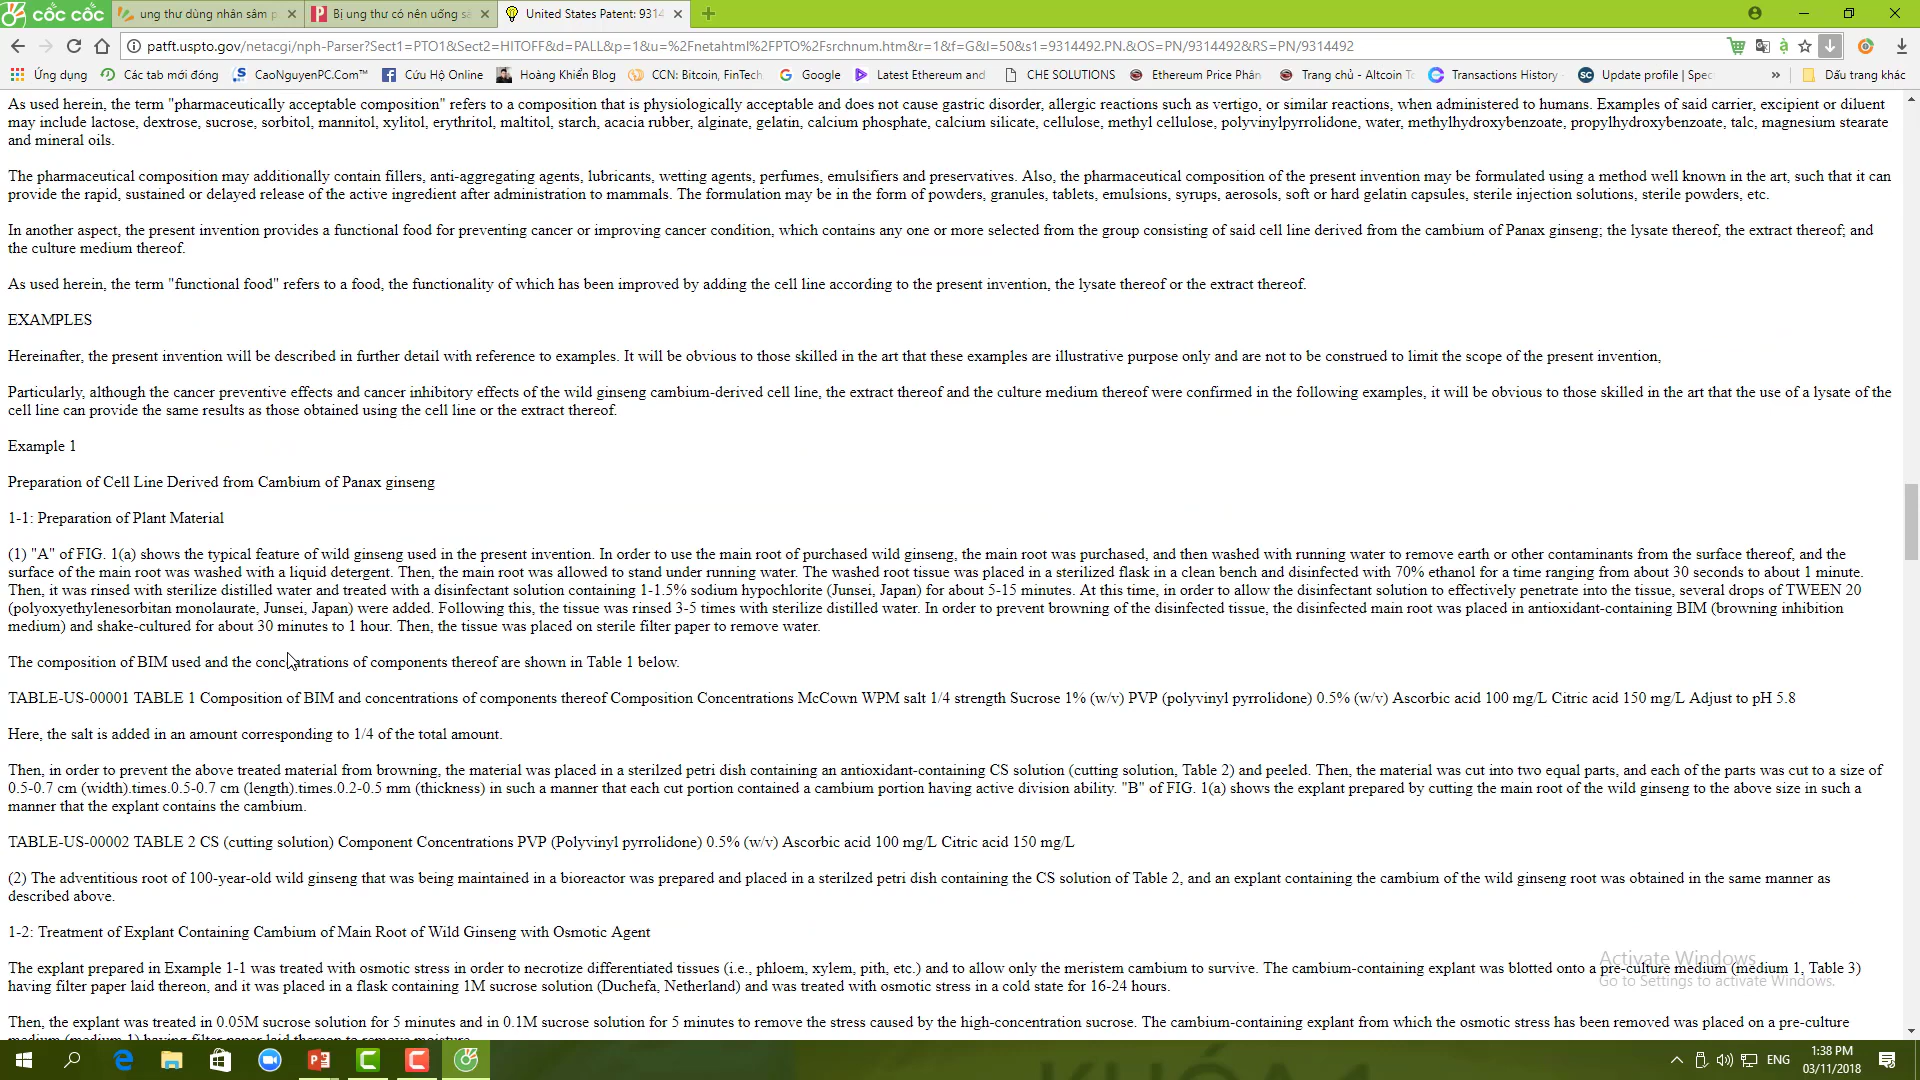 cốc cốc
ung thư dùng nhân sâm p
Bị ung thư có nên uống sâ
United States Patent: 9314
patft.uspto.gov/netacgi/nph-Parser?Sect1=PTO1&Sect2=HITOFF&d=PALL&p=1&u=%2Fnetahtml%2FPTO%2Fsrchnum.htm&r=1&f=G&l=50&s1=9314492.PN.&OS=PN/9314492&RS=PN/9314492
Ứng dụng Các tab mới đóng CaoNguyenPC.Com™ Cứu Hộ Online Hoàng Khiển Blog CCN: Bitcoin, FinTech Google Latest Ethereum and CHE SOLUTIONS Ethereum Price Phân Trang chủ - Altcoin To Transactions History Update profile | Spec » Dấu trang khác
As used herein, the term "pharmaceutically acceptable composition" refers to a composition that is physiologically acceptable and does not cause gastric disorder, allergic reactions such as vertigo, or similar reactions, when administered to humans. Examples of said carrier, excipient or diluent
may include lactose, dextrose, sucrose, sorbitol, mannitol, xylitol, erythritol, maltitol, starch, acacia rubber, alginate, gelatin, calcium phosphate, calcium silicate, cellulose, methyl cellulose, polyvinylpyrrolidone, water, methylhydroxybenzoate, propylhydroxybenzoate, talc, magnesium stearate
and mineral oils.
The pharmaceutical composition may additionally contain fillers, anti-aggregating agents, lubricants, wetting agents, perfumes, emulsifiers and preservatives. Also, the pharmaceutical composition of the present invention may be formulated using a method well known in the art, such that it can
provide the rapid, sustained or delayed release of the active ingredient after administration to mammals. The formulation may be in the form of powders, granules, tablets, emulsions, syrups, aerosols, soft or hard gelatin capsules, sterile injection solutions, sterile powders, etc.
In another aspect, the present invention provides a functional food for preventing cancer or improving cancer condition, which contains any one or more selected from the group consisting of said cell line derived from the cambium of Panax ginseng; the lysate thereof, the extract thereof; and
the culture medium thereof.
As used herein, the term "functional food" refers to a food, the functionality of which has been improved by adding the cell line according to the present invention, the lysate thereof or the extract thereof.
EXAMPLES
Hereinafter, the present invention will be described in further detail with reference to examples. It will be obvious to those skilled in the art that these examples are illustrative purpose only and are not to be construed to limit the scope of the present invention,
Particularly, although the cancer preventive effects and cancer inhibitory effects of the wild ginseng cambium-derived cell line, the extract thereof and the culture medium thereof were confirmed in the following examples, it will be obvious to those skilled in the art that the use of a lysate of the
cell line can provide the same results as those obtained using the cell line or the extract thereof.
Example 1
Preparation of Cell Line Derived from Cambium of Panax ginseng
1-1: Preparation of Plant Material
(1) "A" of FIG. 1(a) shows the typical feature of wild ginseng used in the present invention. In order to use the main root of purchased wild ginseng, the main root was purchased, and then washed with running water to remove earth or other contaminants from the surface thereof, and the
surface of the main root was washed with a liquid detergent. Then, the main root was allowed to stand under running water. The washed root tissue was placed in a sterilized flask in a clean bench and disinfected with 70% ethanol for a time ranging from about 30 seconds to about 1 minute.
Then, it was rinsed with sterilize distilled water and treated with a disinfectant solution containing 1-1.5% sodium hypochlorite (Junsei, Japan) for about 5-15 minutes. At this time, in order to allow the disinfectant solution to effectively penetrate into the tissue, several drops of TWEEN 20
(polyoxyethylenesorbitan monolaurate, Junsei, Japan) were added. Following this, the tissue was rinsed 3-5 times with sterilize distilled water. In order to prevent browning of the disinfected tissue, the disinfected main root was placed in antioxidant-containing BIM (browning inhibition
medium) and shake-cultured for about 30 minutes to 1 hour. Then, the tissue was placed on sterile filter paper to remove water.
The composition of BIM used and the concentrations of components thereof are shown in Table 1 below.
TABLE-US-00001 TABLE 1 Composition of BIM and concentrations of components thereof Composition Concentrations McCown WPM salt 1/4 strength Sucrose 1% (w/v) PVP (polyvinyl pyrrolidone) 0.5% (w/v) Ascorbic acid 100 mg/L Citric acid 150 mg/L Adjust to pH 5.8
Here, the salt is added in an amount corresponding to 1/4 of the total amount.
Then, in order to prevent the above treated material from browning, the material was placed in a sterilzed petri dish containing an antioxidant-containing CS solution (cutting solution, Table 2) and peeled. Then, the material was cut into two equal parts, and each of the parts was cut to a size of
0.5-0.7 cm (width).times.0.5-0.7 cm (length).times.0.2-0.5 mm (thickness) in such a manner that each cut portion contained a cambium portion having active division ability. "B" of FIG. 1(a) shows the explant prepared by cutting the main root of the wild ginseng to the above size in such a
manner that the explant contains the cambium.
TABLE-US-00002 TABLE 2 CS (cutting solution) Component Concentrations PVP (Polyvinyl pyrrolidone) 0.5% (w/v) Ascorbic acid 100 mg/L Citric acid 150 mg/L
(2) The adventitious root of 100-year-old wild ginseng that was being maintained in a bioreactor was prepared and placed in a sterilzed petri dish containing the CS solution of Table 2, and an explant containing the cambium of the wild ginseng root was obtained in the same manner as
described above.
1-2: Treatment of Explant Containing Cambium of Main Root of Wild Ginseng with Osmotic Agent
The explant prepared in Example 1-1 was treated with osmotic stress in order to necrotize differentiated tissues (i.e., phloem, xylem, pith, etc.) and to allow only the meristem cambium to survive. The cambium-containing explant was blotted onto a pre-culture medium (medium 1, Table 3)
having filter paper laid thereon, and it was placed in a flask containing 1M sucrose solution (Duchefa, Netherland) and was treated with osmotic stress in a cold state for 16-24 hours.
Activate Windows
Go to Settings to activate Windows.
Then, the explant was treated in 0.05M sucrose solution for 5 minutes and in 0.1M sucrose solution for 5 minutes to remove the stress caused by the high-concentration sucrose. The cambium-containing explant from which the osmotic stress has been removed was placed on a pre-culture
medium (medium 1) having filter paper laid thereon to remove moisture.
KHÓA 1
ENG
1:38 PM
03/11/2018